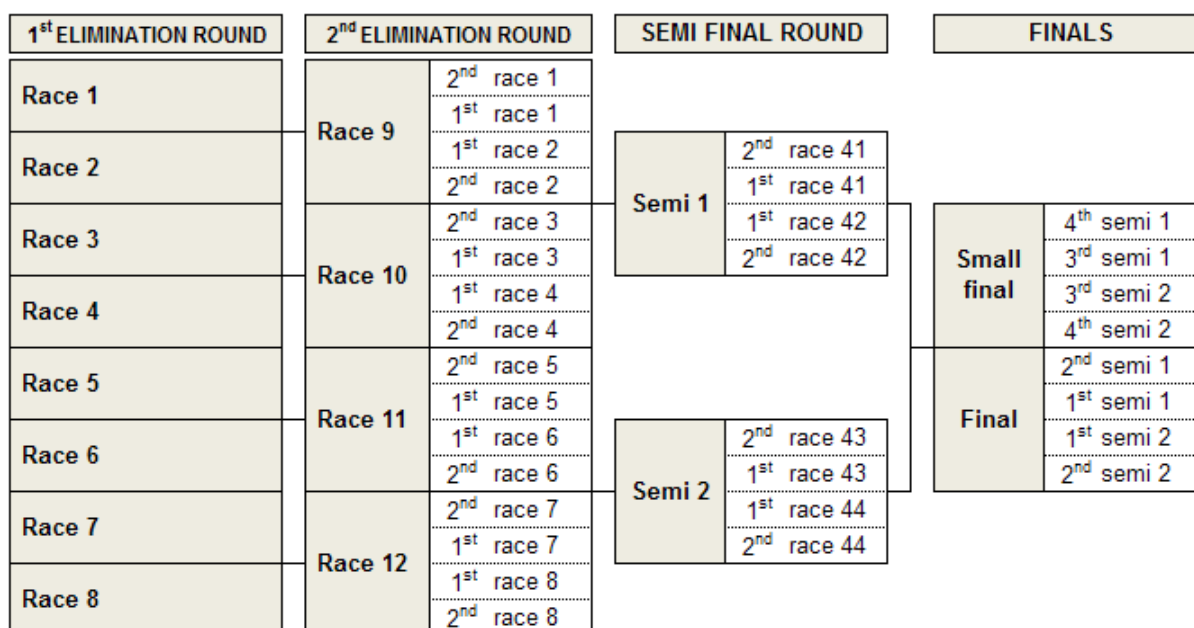 1st ELIMINATION ROUND
2nd ELIMINATION ROUND
SEMI FINAL ROUND
FINALS
Race 1
Race 2
Race 3
Race 4
Race 5
Race 6
Race 7
Race 8
Race 9
2nd race 1
1st race 1
1st race 2
2nd race 2
Race 10
2nd race 3
1st race 3
1st race 4
2nd race 4
Race 11
2nd race 5
1st race 5
1st race 6
2nd race 6
Race 12
2nd race 7
1st race 7
1st race 8
2nd race 8
Semi 1
2nd race 41
1st race 41
1st race 42
2nd race 42
Semi 2
2nd race 43
1st race 43
1st race 44
2nd race 44
Small
final
4th semi 1
3rd semi 1
3rd semi 2
4th semi 2
Final
2nd semi 1
1st semi 1
1st semi 2
2nd semi 2